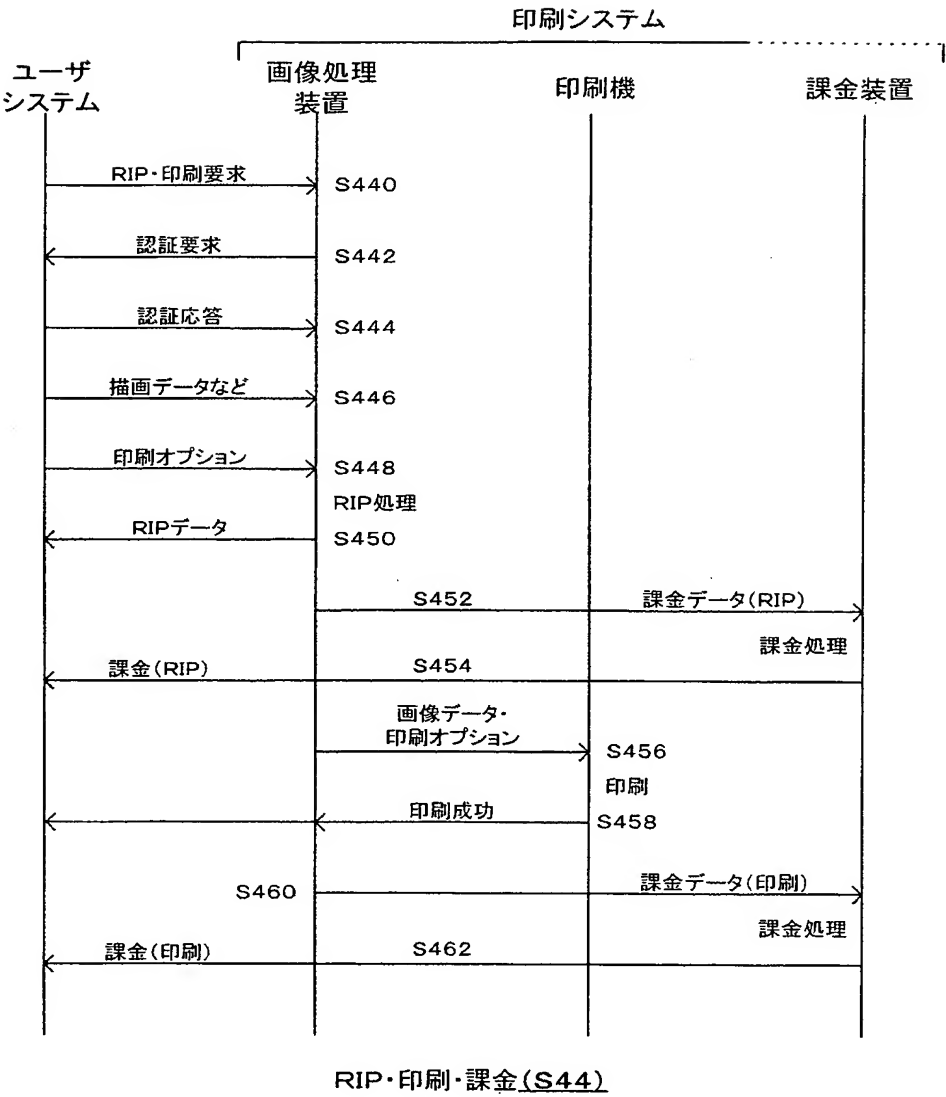 印刷システム
ユーザ
システム
画像処理
装置
印刷機
課金装置
RIP・印刷要求
S440
認証要求
S442
認証応答
S444
描画データなど
S446
印刷オプション
S448
RIP処理
RIPデータ
S450
S452
課金データ(RIP)
課金処理
課金(RIP)
S454
画像データ・
印刷オプション
S456
印刷
印刷成功
S458
S460
課金データ(印刷)
課金処理
課金(印刷)
S462
RIP・印刷・課金(S44)